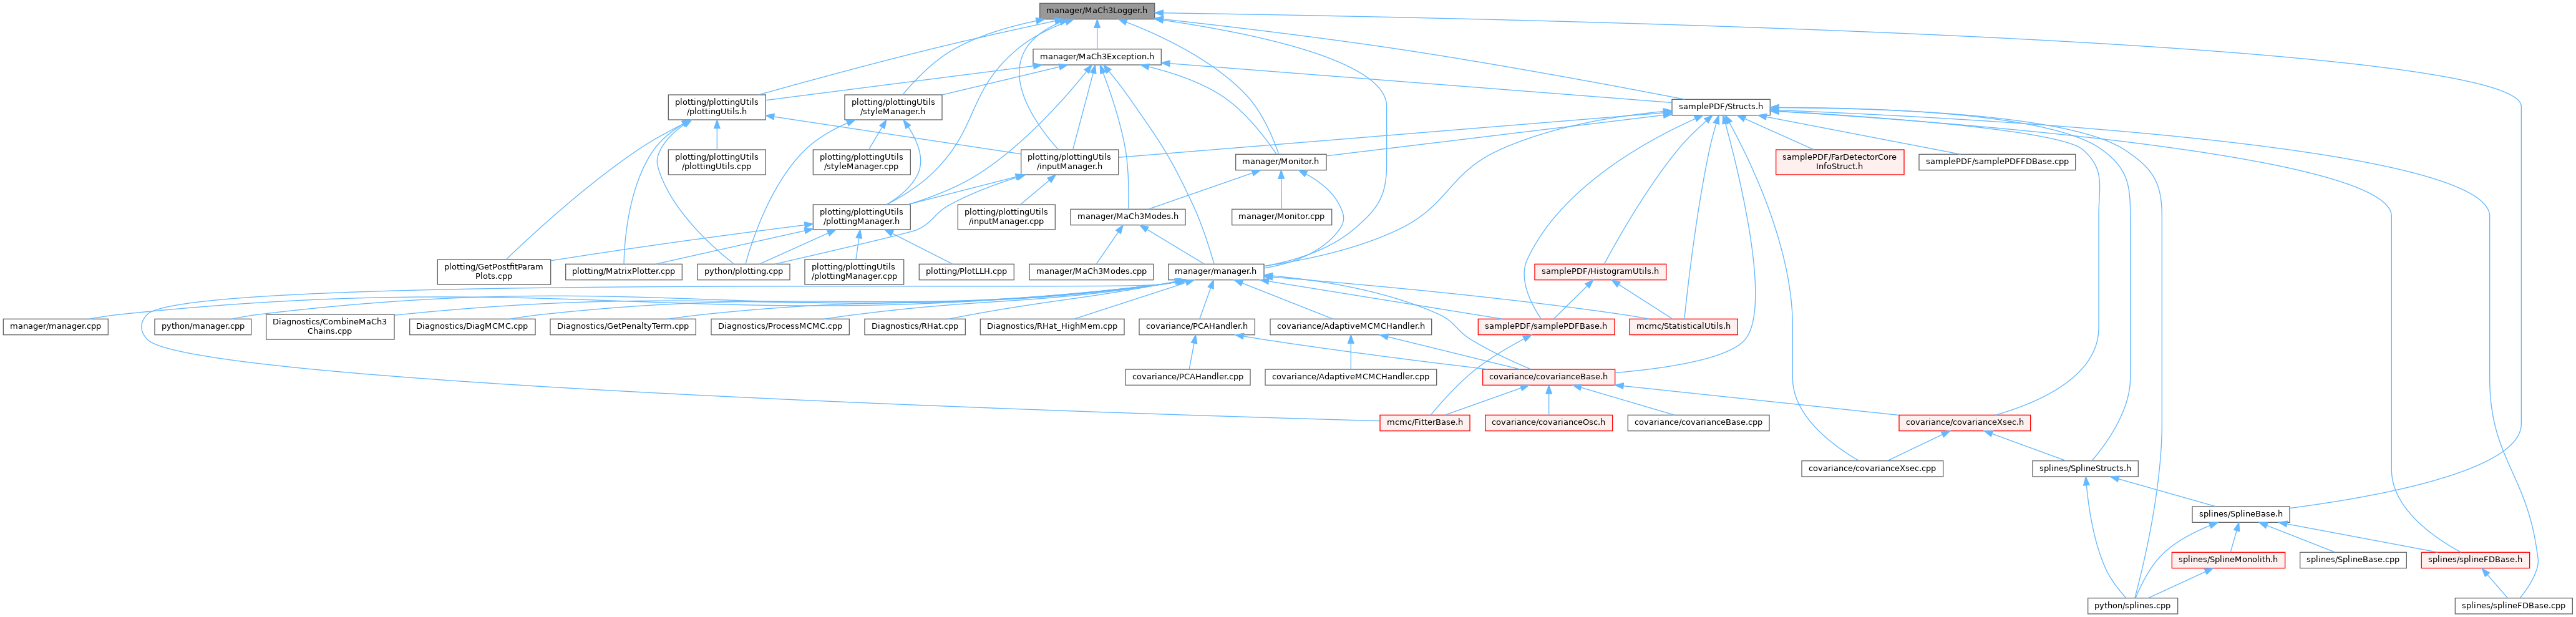 manager/MaCh3Logger.h
manager/MaCh3Exception.h
plotting/plottingUtils
/plottingUtils.h
plotting/plottingUtils
/styleManager.h
samplePDF/Structs.h
plotting/plottingUtils
/plottingUtils.cpp
plotting/plottingUtils
/styleManager.cpp
plotting/plottingUtils
/inputManager.h
manager/Monitor.h
samplePDF/FarDetectorCore
InfoStruct.h
samplePDF/samplePDFFDBase.cpp
plotting/plottingUtils
/plottingManager.h
plotting/plottingUtils
/inputManager.cpp
manager/MaCh3Modes.h
manager/Monitor.cpp
plotting/GetPostfitParam
Plots.cpp
plotting/MatrixPlotter.cpp
python/plotting.cpp
plotting/plottingUtils
/plottingManager.cpp
plotting/PlotLLH.cpp
manager/MaCh3Modes.cpp
manager/manager.h
samplePDF/HistogramUtils.h
manager/manager.cpp
python/manager.cpp
Diagnostics/CombineMaCh3
Chains.cpp
Diagnostics/DiagMCMC.cpp
Diagnostics/GetPenaltyTerm.cpp
Diagnostics/ProcessMCMC.cpp
Diagnostics/RHat.cpp
Diagnostics/RHat_HighMem.cpp
covariance/PCAHandler.h
covariance/AdaptiveMCMCHandler.h
samplePDF/samplePDFBase.h
mcmc/StatisticalUtils.h
covariance/PCAHandler.cpp
covariance/AdaptiveMCMCHandler.cpp
covariance/covarianceBase.h
mcmc/FitterBase.h
covariance/covarianceOsc.h
covariance/covarianceBase.cpp
covariance/covarianceXsec.h
covariance/covarianceXsec.cpp
splines/SplineStructs.h
splines/SplineBase.h
splines/SplineMonolith.h
splines/SplineBase.cpp
splines/splineFDBase.h
python/splines.cpp
splines/splineFDBase.cpp